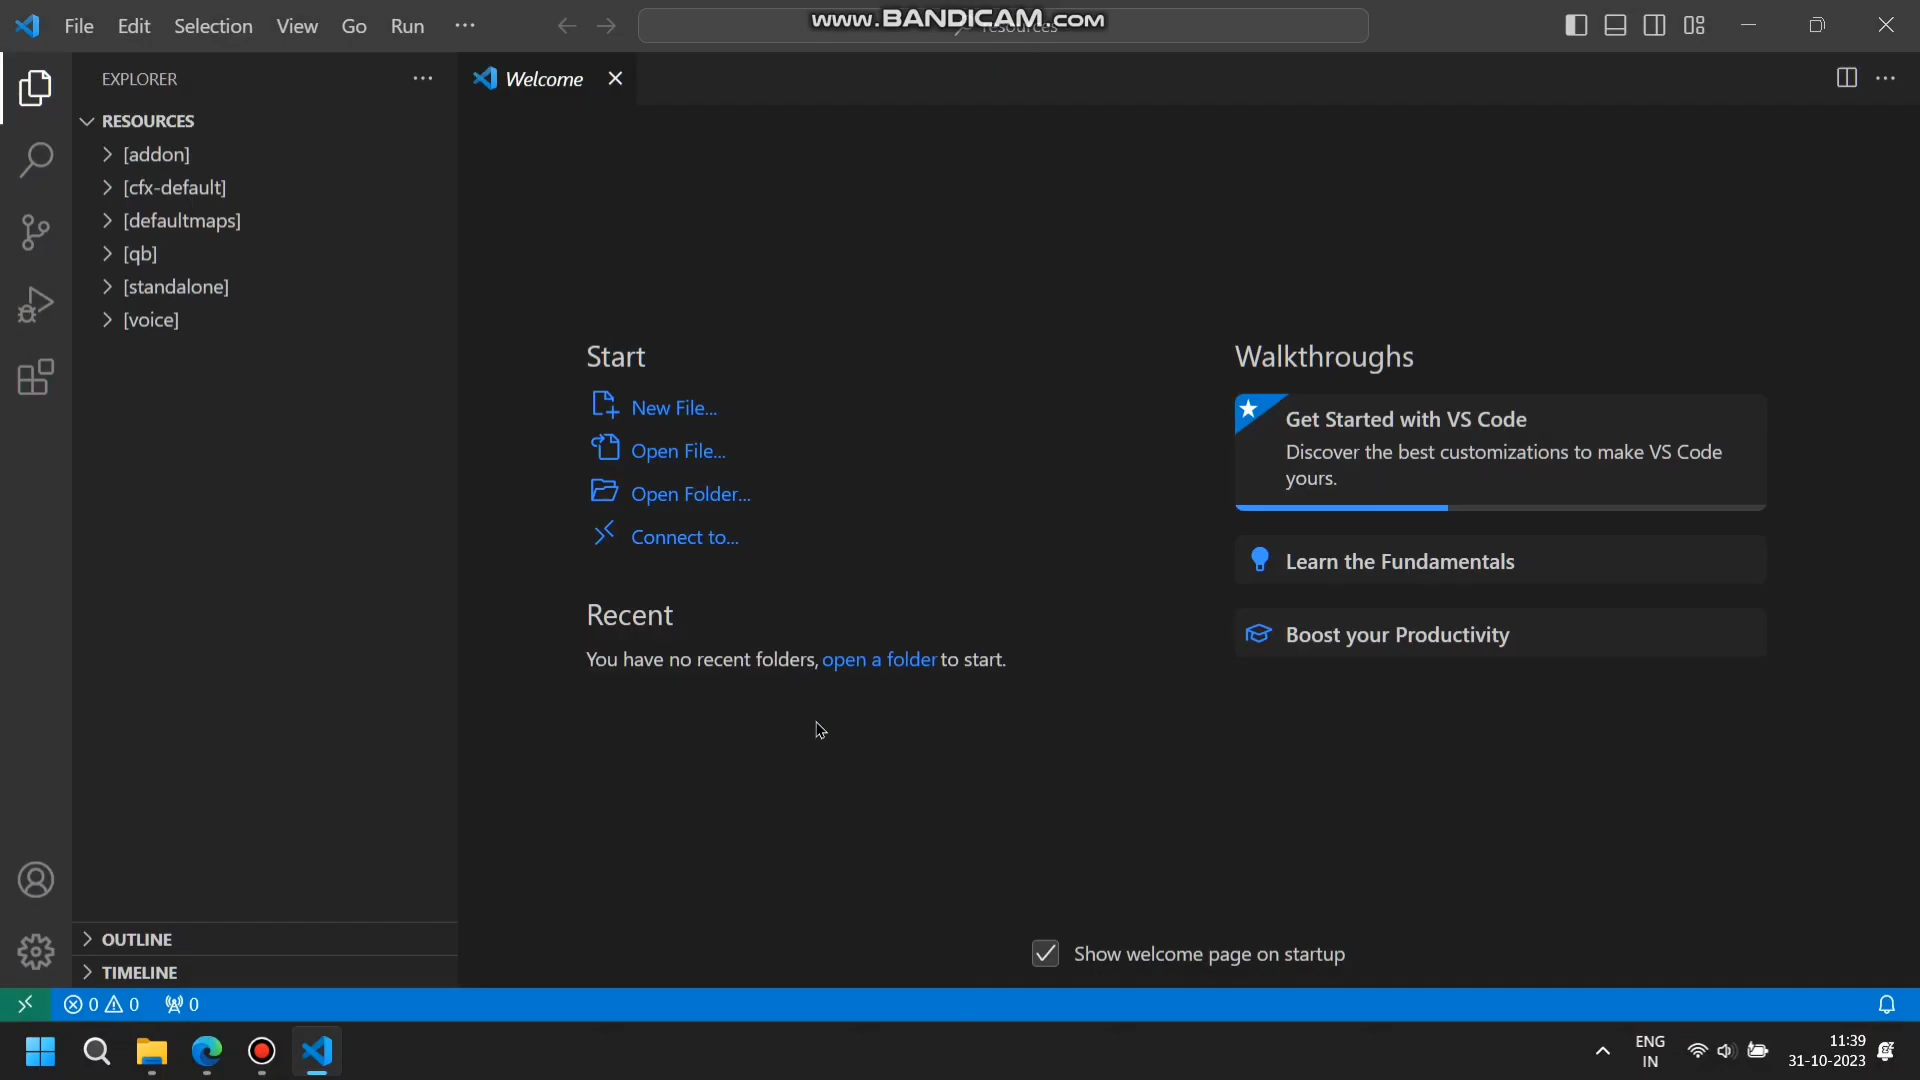 File Edit Selection View Go Run
www.BANDICAM.com
resources
EXPLORER
Welcome
RESOURCES
[addon]
[cfx-default]
[defaultmaps]
[qb]
[standalone]
[voice]
Start
New File...
Open File...
Open Folder...
Connect to...
Recent
You have no recent folders, open a folder to start.
Walkthroughs
Get Started with VS Code
Discover the best customizations to make VS Code
yours.
Learn the Fundamentals
Boost your Productivity
Show welcome page on startup
OUTLINE
TIMELINE
0 0 0
ENG
IN
11:39
31-10-2023